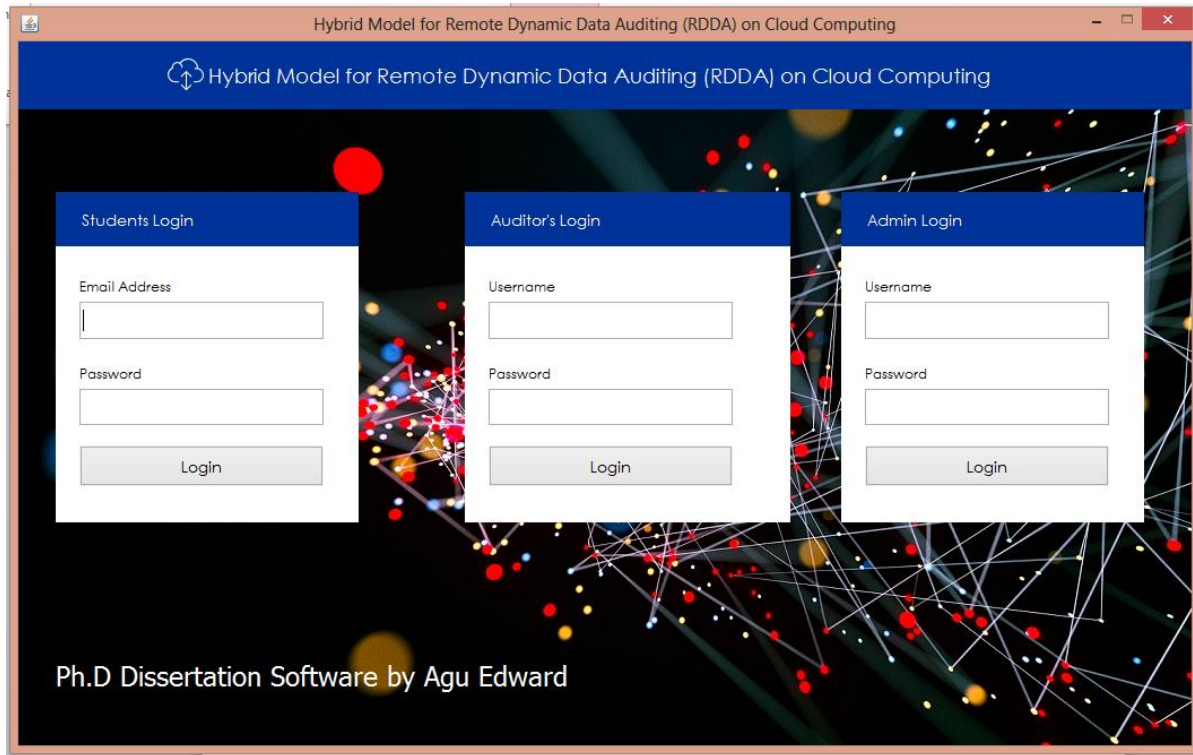 Hybrid Model for Remote Dynamic Data Auditing (RDDA) on Cloud Computing
Hybrid Model for Remote Dynamic Data Auditing (RDDA) on Cloud Computing
Students Login
Email Address
Password
Login
Auditor's Login
Username
Password
Login
Admin Login
Username
Password
Login
Ph.D Dissertation Software by Agu Edward